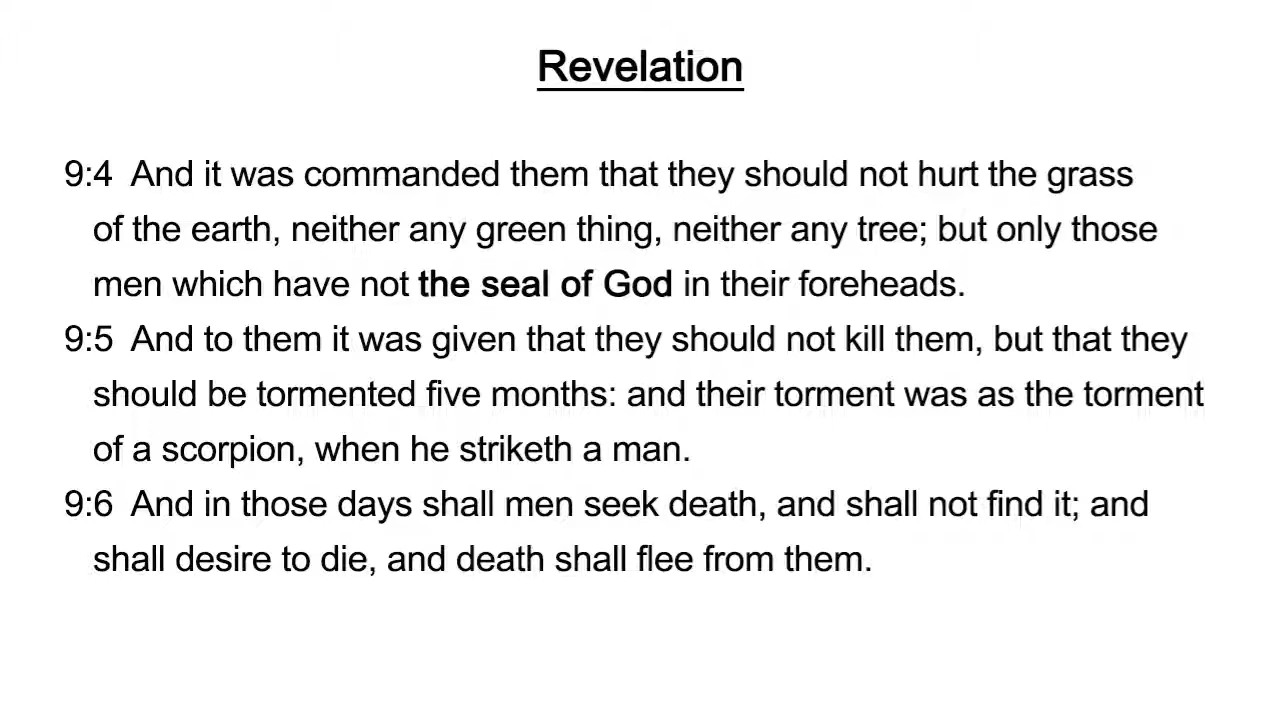 Revelation
9:4 And it was commanded them that they should not hurt the grass
of the earth, neither any green thing, neither any tree; but only those
men which have not the seal of God in their foreheads.
9:5 And to them it was given that they should not kill them, but that they
should be tormented five months: and their torment was as the torment
of a scorpion, when he striketh a man.
9:6 And in those days shall men seek death, and shall not find it; and
shall desire to die, and death shall flee from them.